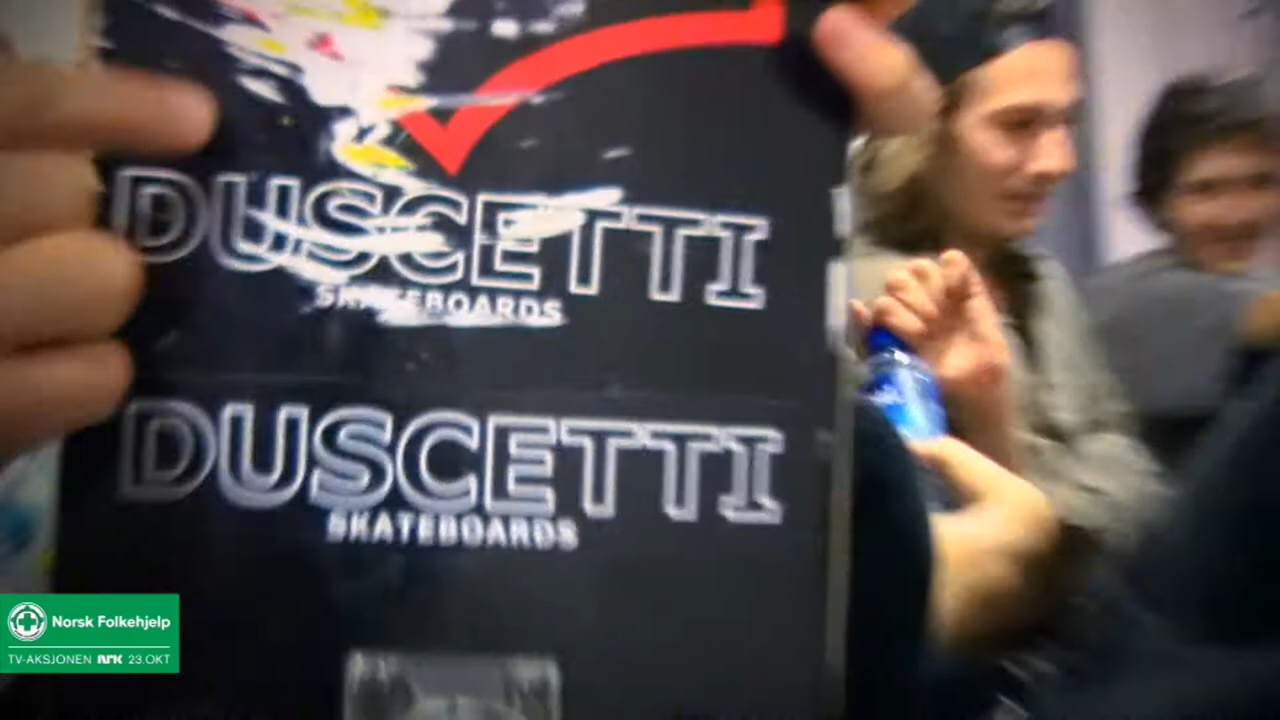 DUSCETTI
SKATEBOARDS
DUSCETTI
SKATEBOARDS
Norsk Folkehjelp
TV-AKSJONEN NRK 23.OKT